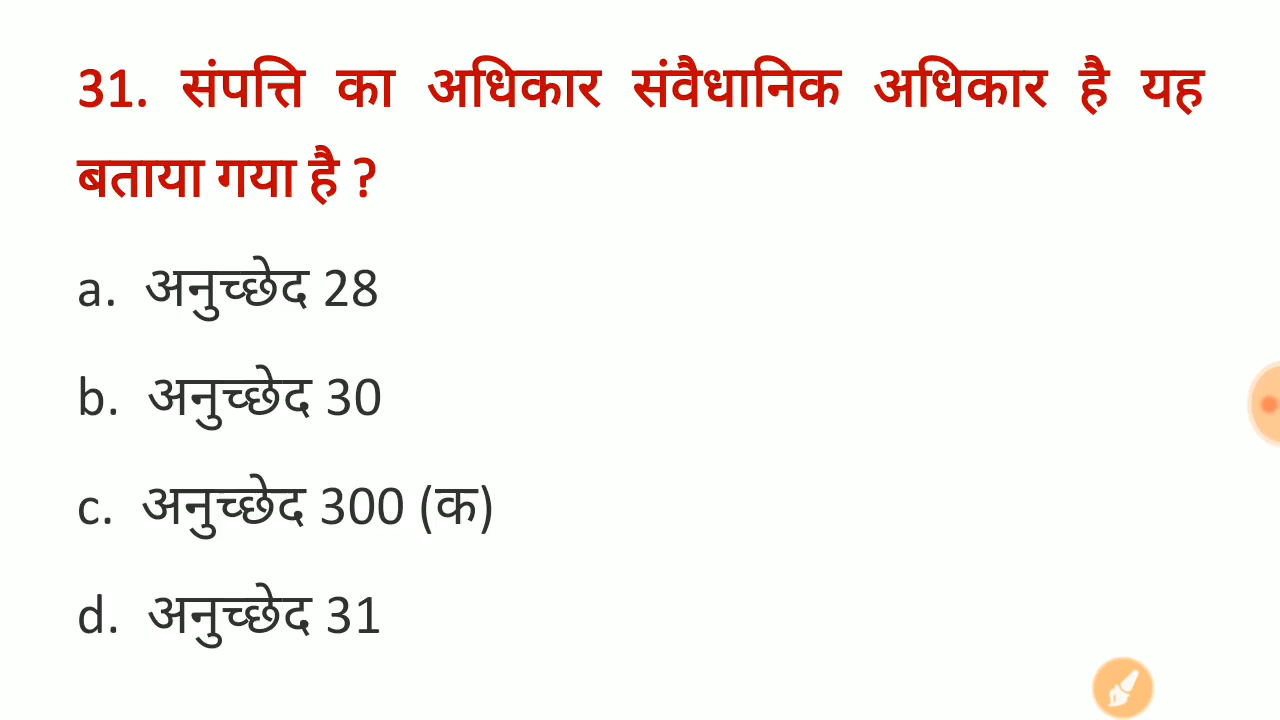 31. संपत्ति का अधिकार संवैधानिक अधिकार है यह
बताया गया है ?
a. अनुच्छेद 28
b. अनुच्छेद 30
c. अनुच्छेद 300 (क)
d. अनुच्छेद 31